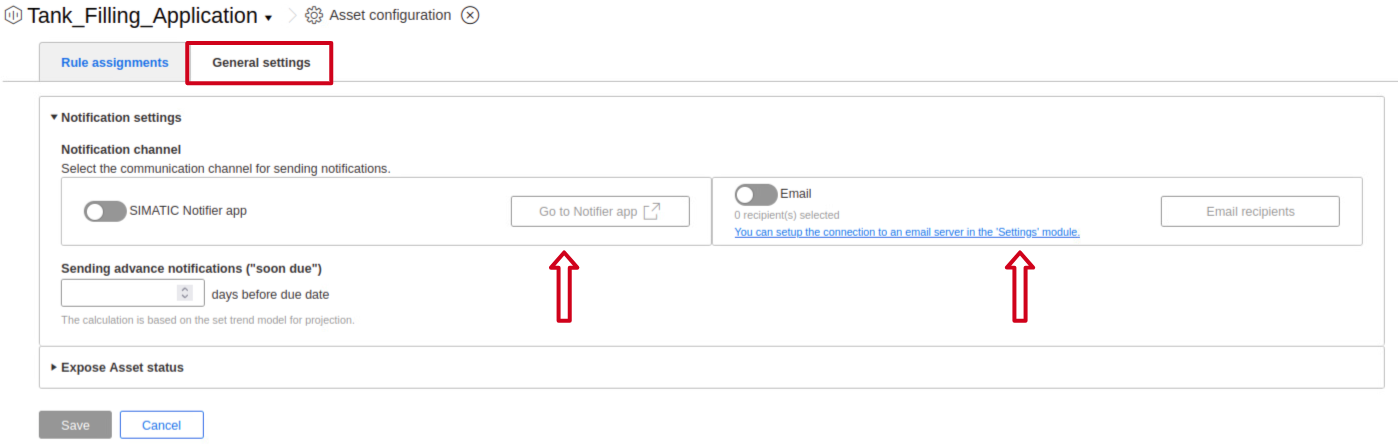 Tank_Filling_Application Asset configuration
Rule assignments General settings
Notification settings
Notification channel
Select the communication channel for sending notifications.
SIMATIC Notifier app Go to Notifier app
Email
0 recipient(s) selected
You can setup the connection to an email server in the 'Settings' module.
Email recipients
Sending advance notifications ("soon due")
days before due date
The calculation is based on the set trend model for projection.
Expose Asset status
Save Cancel